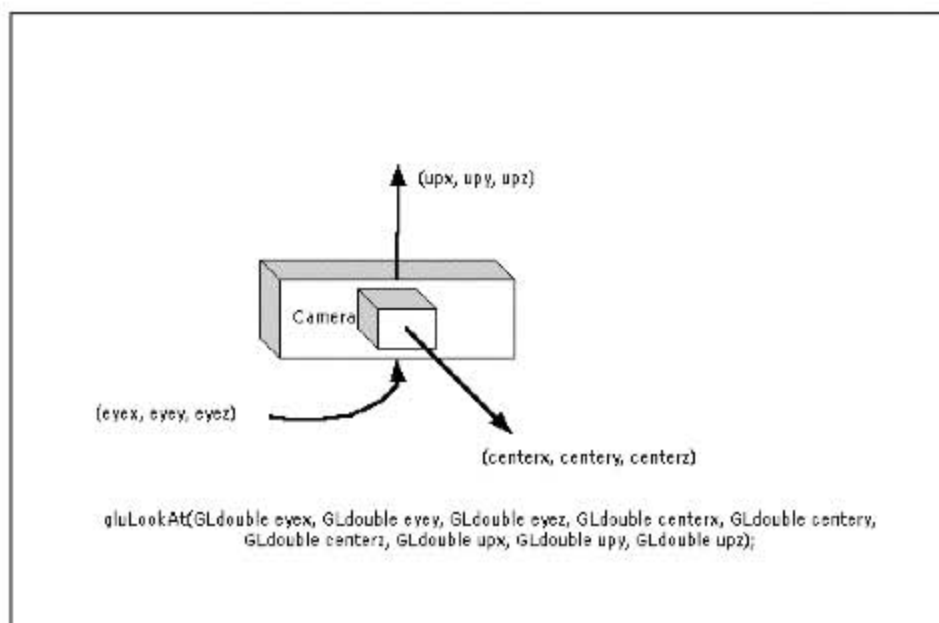 (upx, upy, upz)
Camera
(eyex, eyey, eyez)
(centerx, centery, centerz)
gluLookAt(GLdouble eyex, GLdouble eyey, GLdouble eyez, GLdouble centerx, GLdouble centery,
GLdouble centerz, GLdouble upx, GLdouble upy, GLdouble upz);